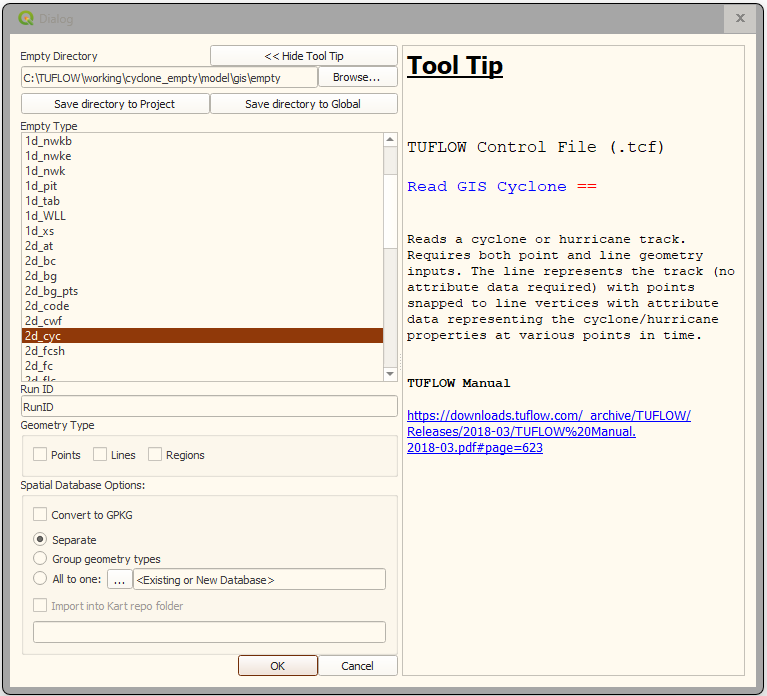 Dialog
x
Empty Directory
<< Hide Tool Tip
C:\TUFLOW\working\cyclone_empty\model\gis\empty
Browse...
Save directory to Project
Save directory to Global
Empty Type
1d_nwkb
1d_nwke
1d_nwk
1d_pit
1d_tab
1d_WLL
1d_xs
2d_at
2d_bc
2d_bg
2d_bg_pts
2d_code
2d_cwf
2d_cyc
2d_fcsh
2d_fc
2d_flc
Run ID
RunID
Geometry Type
Points
Lines
Regions
Spatial Database Options:
Convert to GPKG
Separate
Group geometry types
All to one:
...
<Existing or New Database>
Import into Kart repo folder
OK
Cancel
Tool Tip
TUFLOW Control File (.tcf)
Read GIS Cyclone ==
Reads a cyclone or hurricane track.
Requires both point and line geometry
inputs. The line represents the track (no
attribute data required) with points
snapped to line vertices with attribute
data representing the cyclone/hurricane
properties at various points in time.
TUFLOW Manual
https://downloads.tuflow.com/_archive/TUFLOW/
Releases/2018-03/TUFLOW%20Manual.
2018-03.pdf#page=623